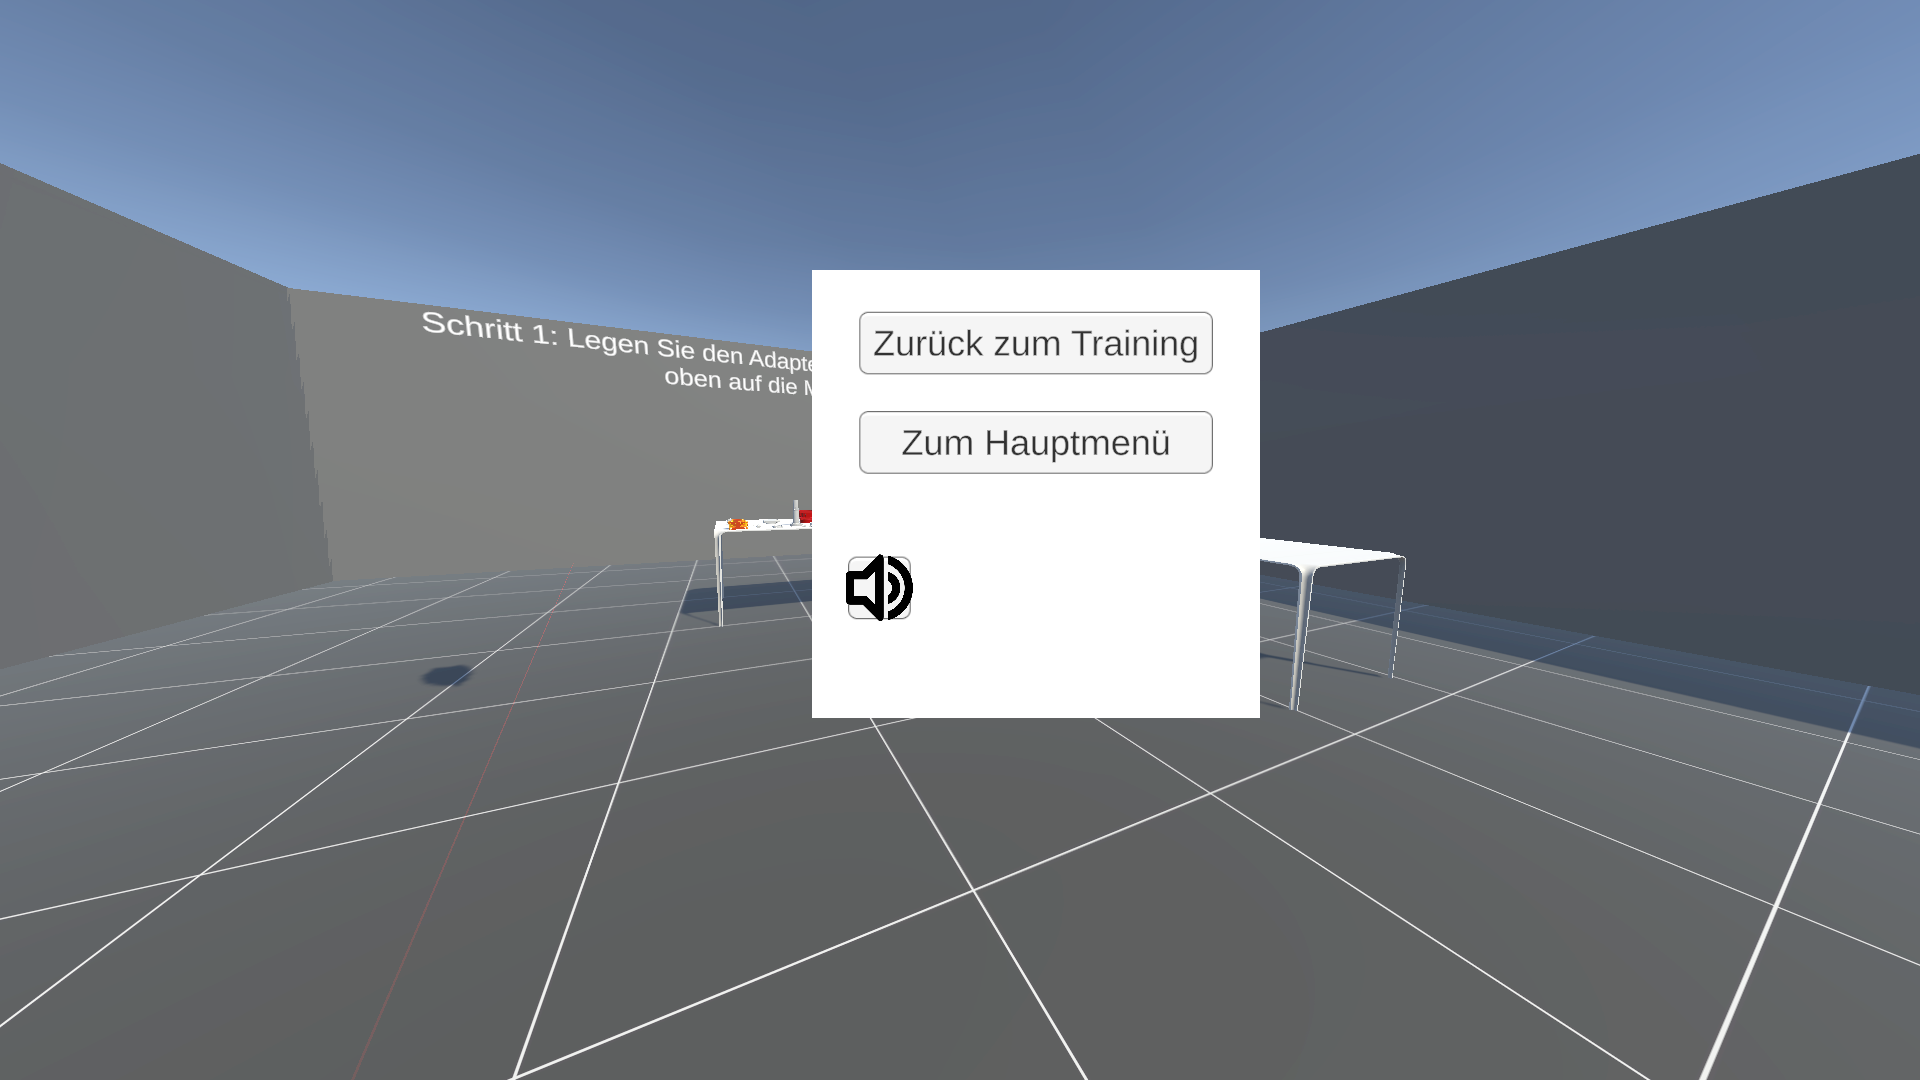 Schritt 1: Legen Sie den
oben auf die
Zurück zum Training
Zum Hauptmenü